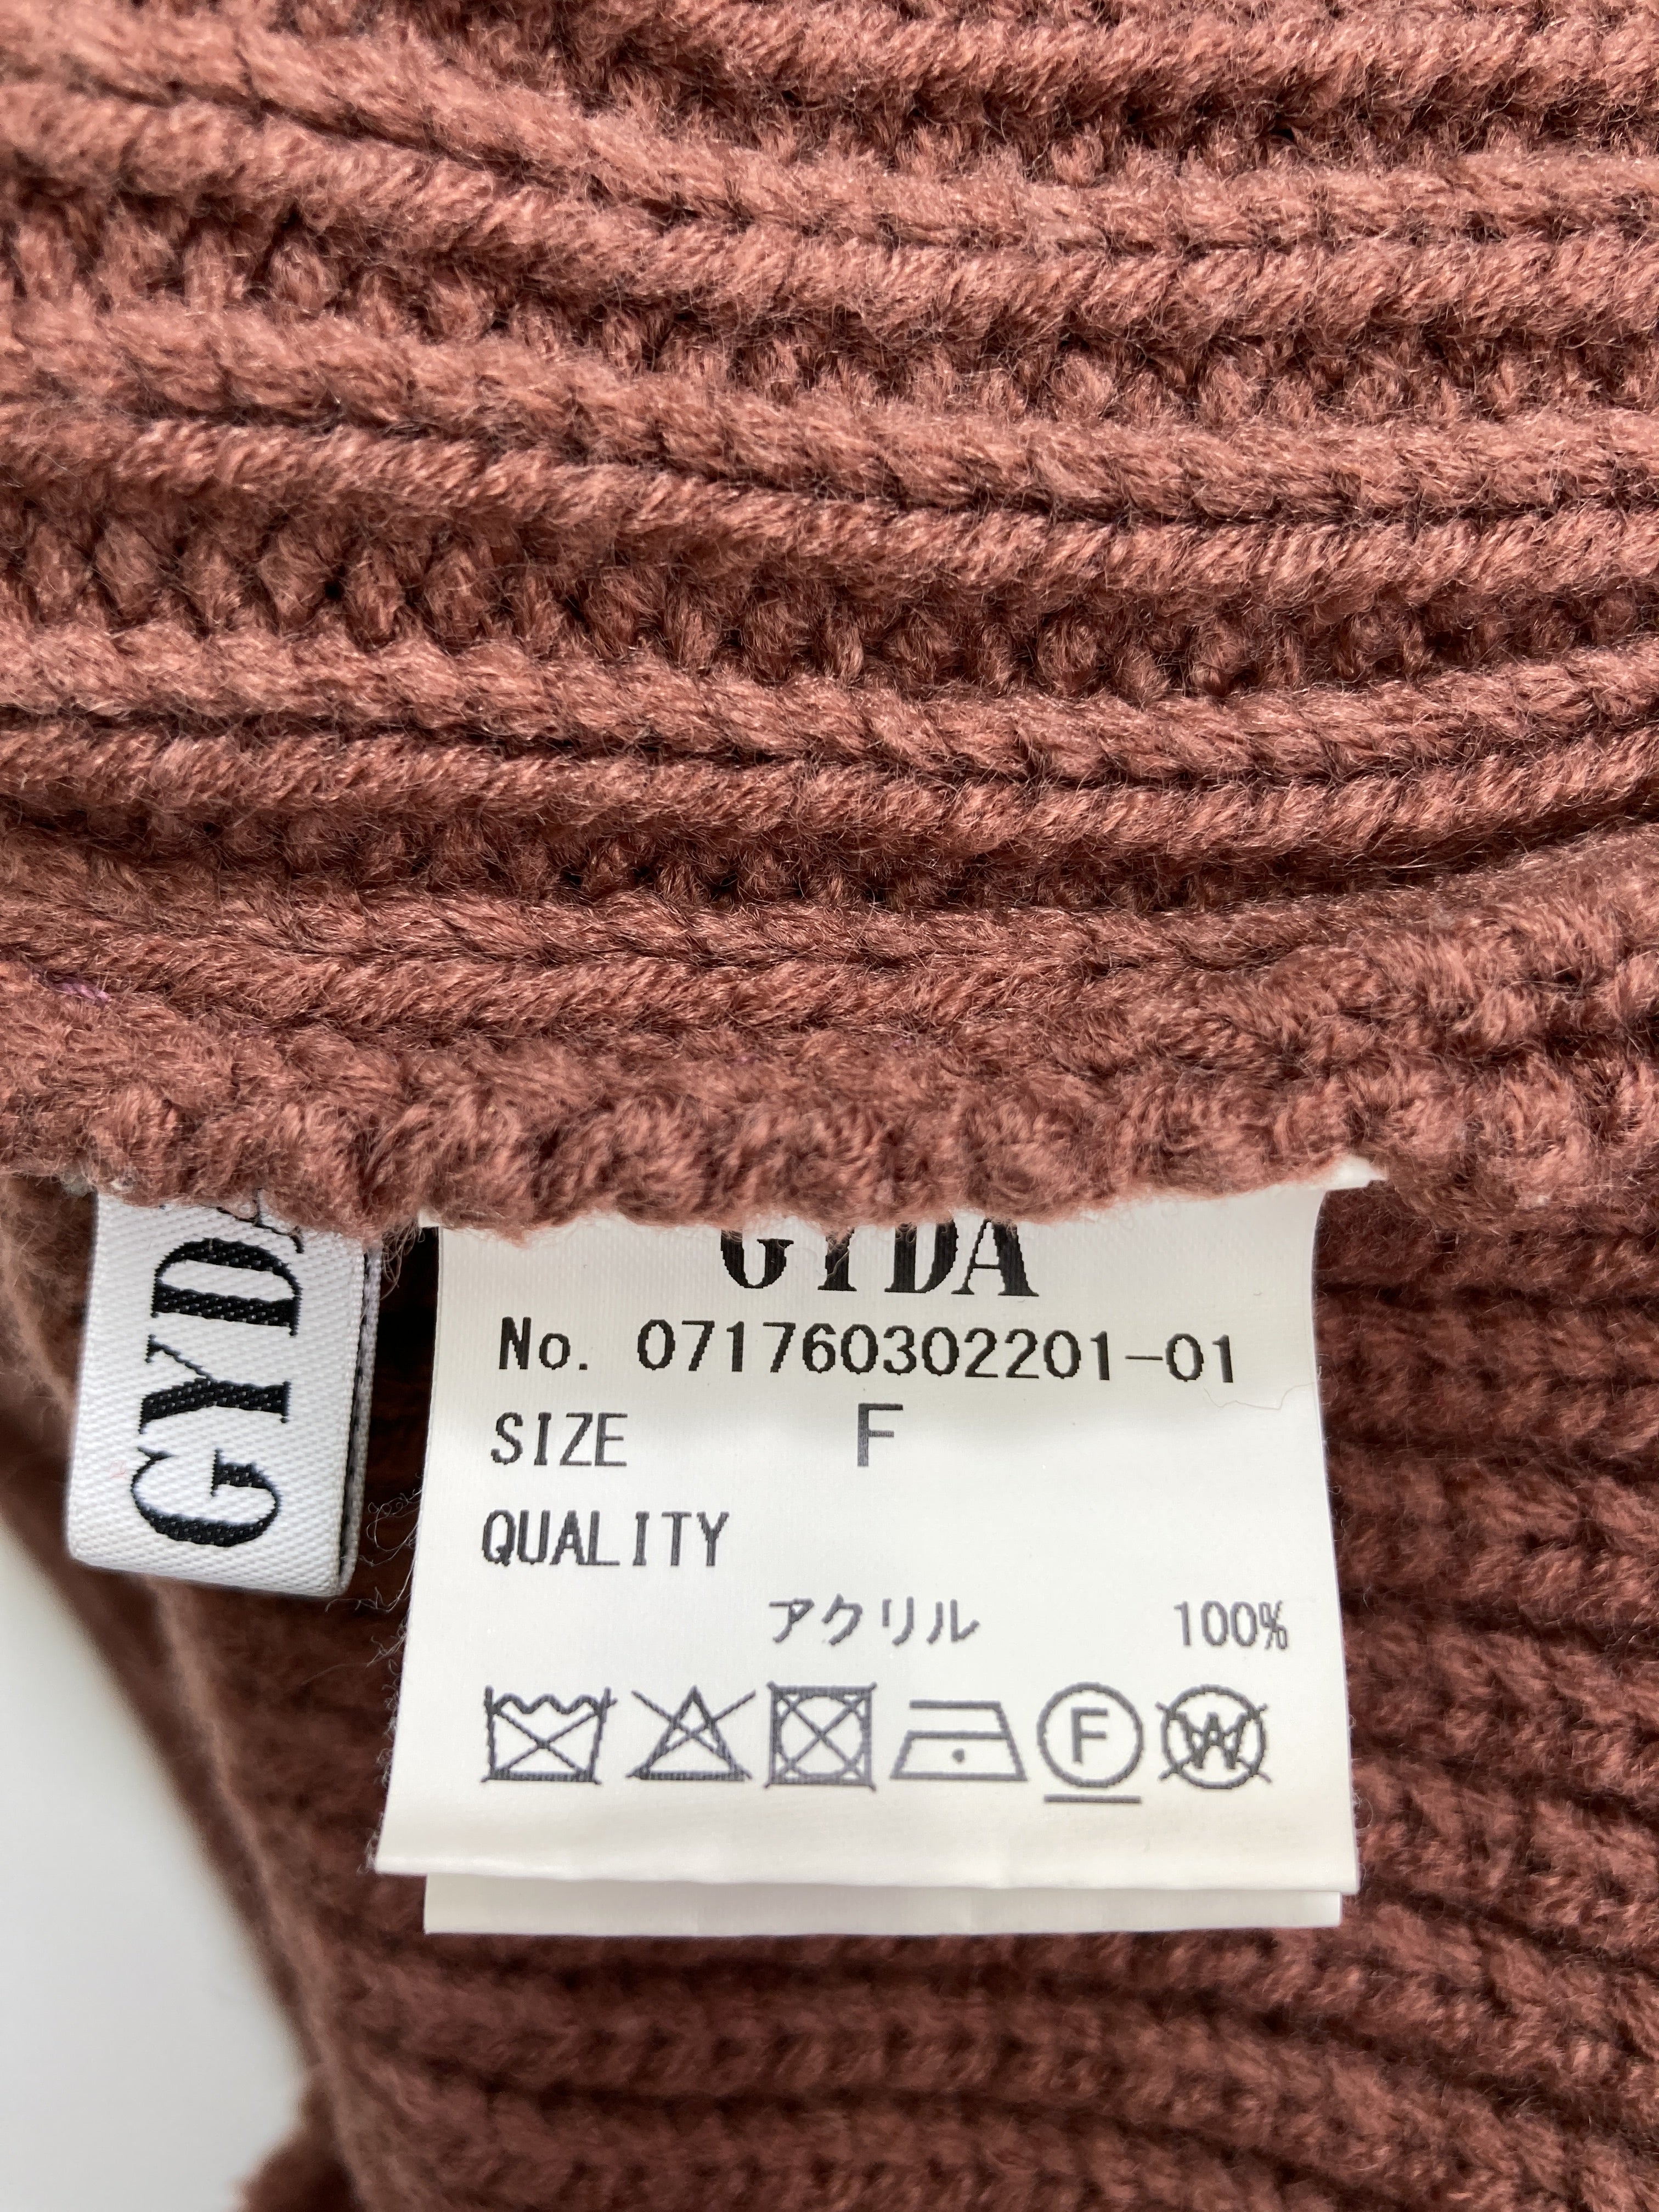 GYDA
GYDA
No. 071760302201-01
SIZE F
QUALITY
アクリル 100%
F
W